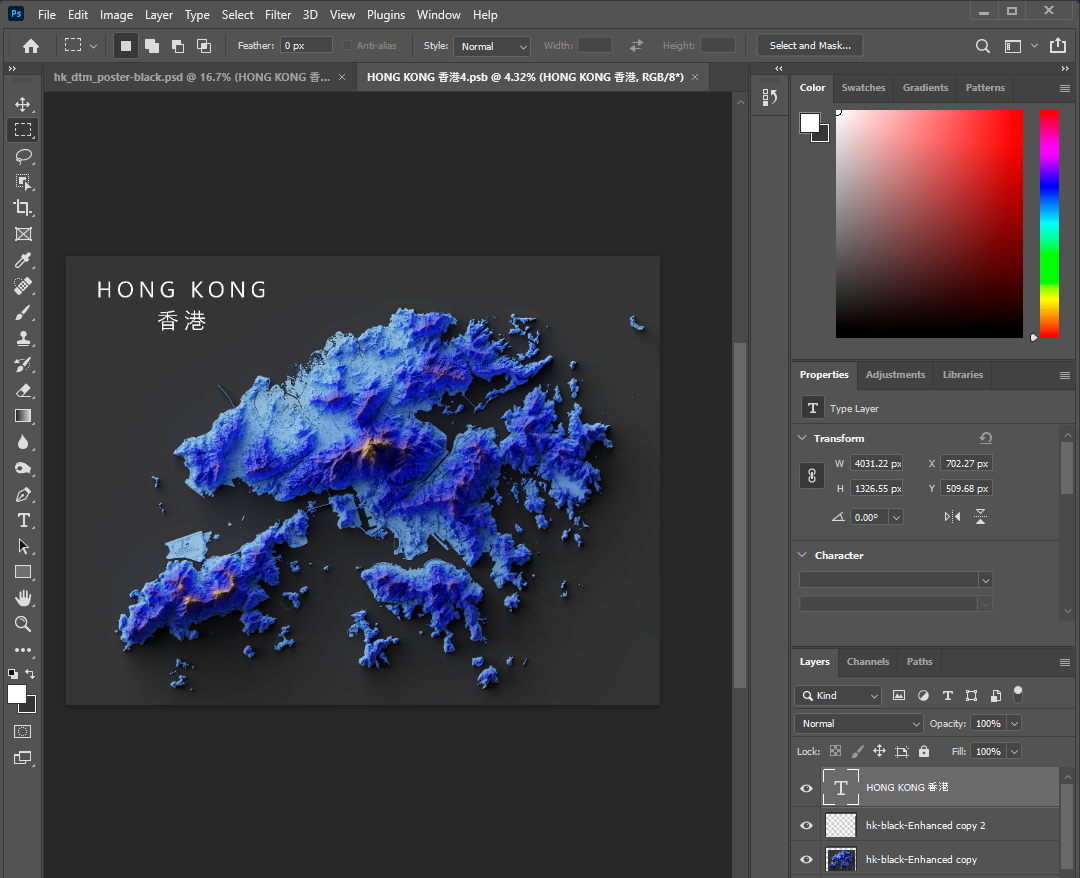 Ps File Edit Image Layer Type Select Filter 3D View Plugins Window Help
Feather: 0 px Anti-alias Style: Normal Width: Height: Select and Mask...
hk_dtm_poster-black.psd @ 16.7% (HONG KONG 香... × HONG KONG 香港4.psb @ 4.32% (HONG KONG 香港, RGB/8*) ×
HONG KONG
香港
Color Swatches Gradients Patterns
Properties Adjustments Libraries
T Type Layer
Transform
W 4031.22 px X 702.27 px
H 1326.55 px Y 509.68 px
0.00°
Character
Layers Channels Paths
Kind T
Normal Opacity: 100%
Lock: Fill: 100%
T HONG KONG 香港
hk-black-Enhanced copy 2
hk-black-Enhanced copy